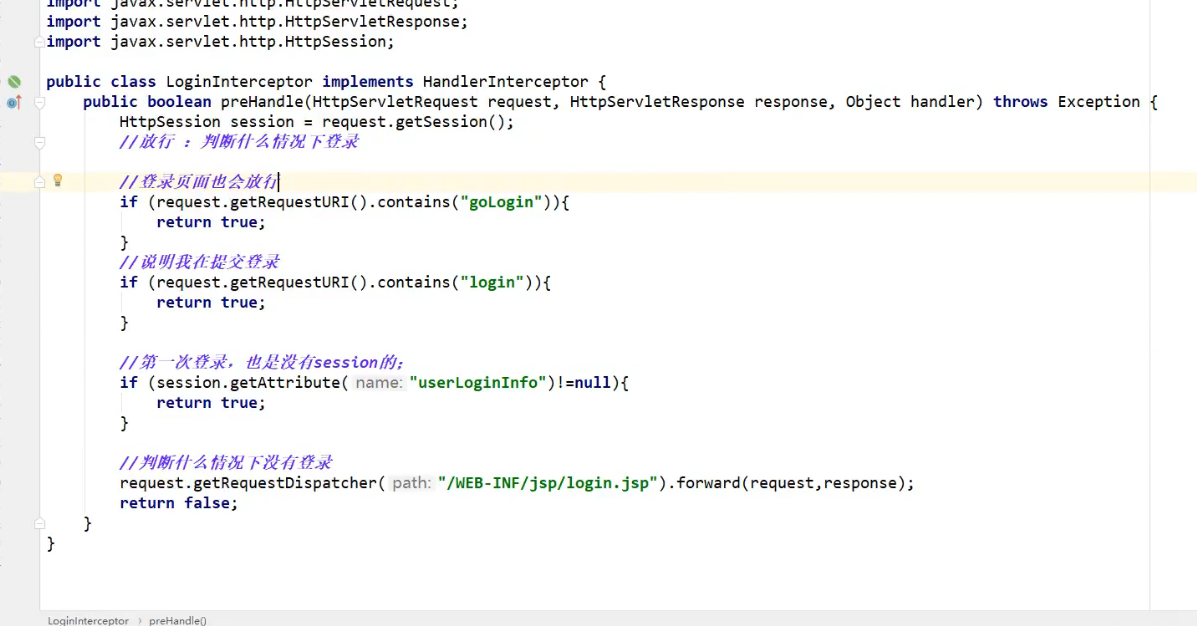 import javax.servlet.http.HttpServletRequest;
import javax.servlet.http.HttpServletResponse;
import javax.servlet.http.HttpSession;
public class LoginInterceptor implements HandlerInterceptor {
public boolean preHandle(HttpServletRequest request, HttpServletResponse response, Object handler) throws Exception {
HttpSession session = request.getSession();
//放行 : 判断什么情况下登录
//登录页面也会放行
if (request.getRequestURI().contains("goLogin")){
return true;
}
//说明我在提交登录
if (request.getRequestURI().contains("login")){
return true;
}
//第一次登录，也是没有session的；
if (session.getAttribute( name: "userLoginInfo")!=null){
return true;
}
//判断什么情况下没有登录
request.getRequestDispatcher( path: "/WEB-INF/jsp/login.jsp").forward(request,response);
return false;
}
}
LoginInterceptor › preHandle()